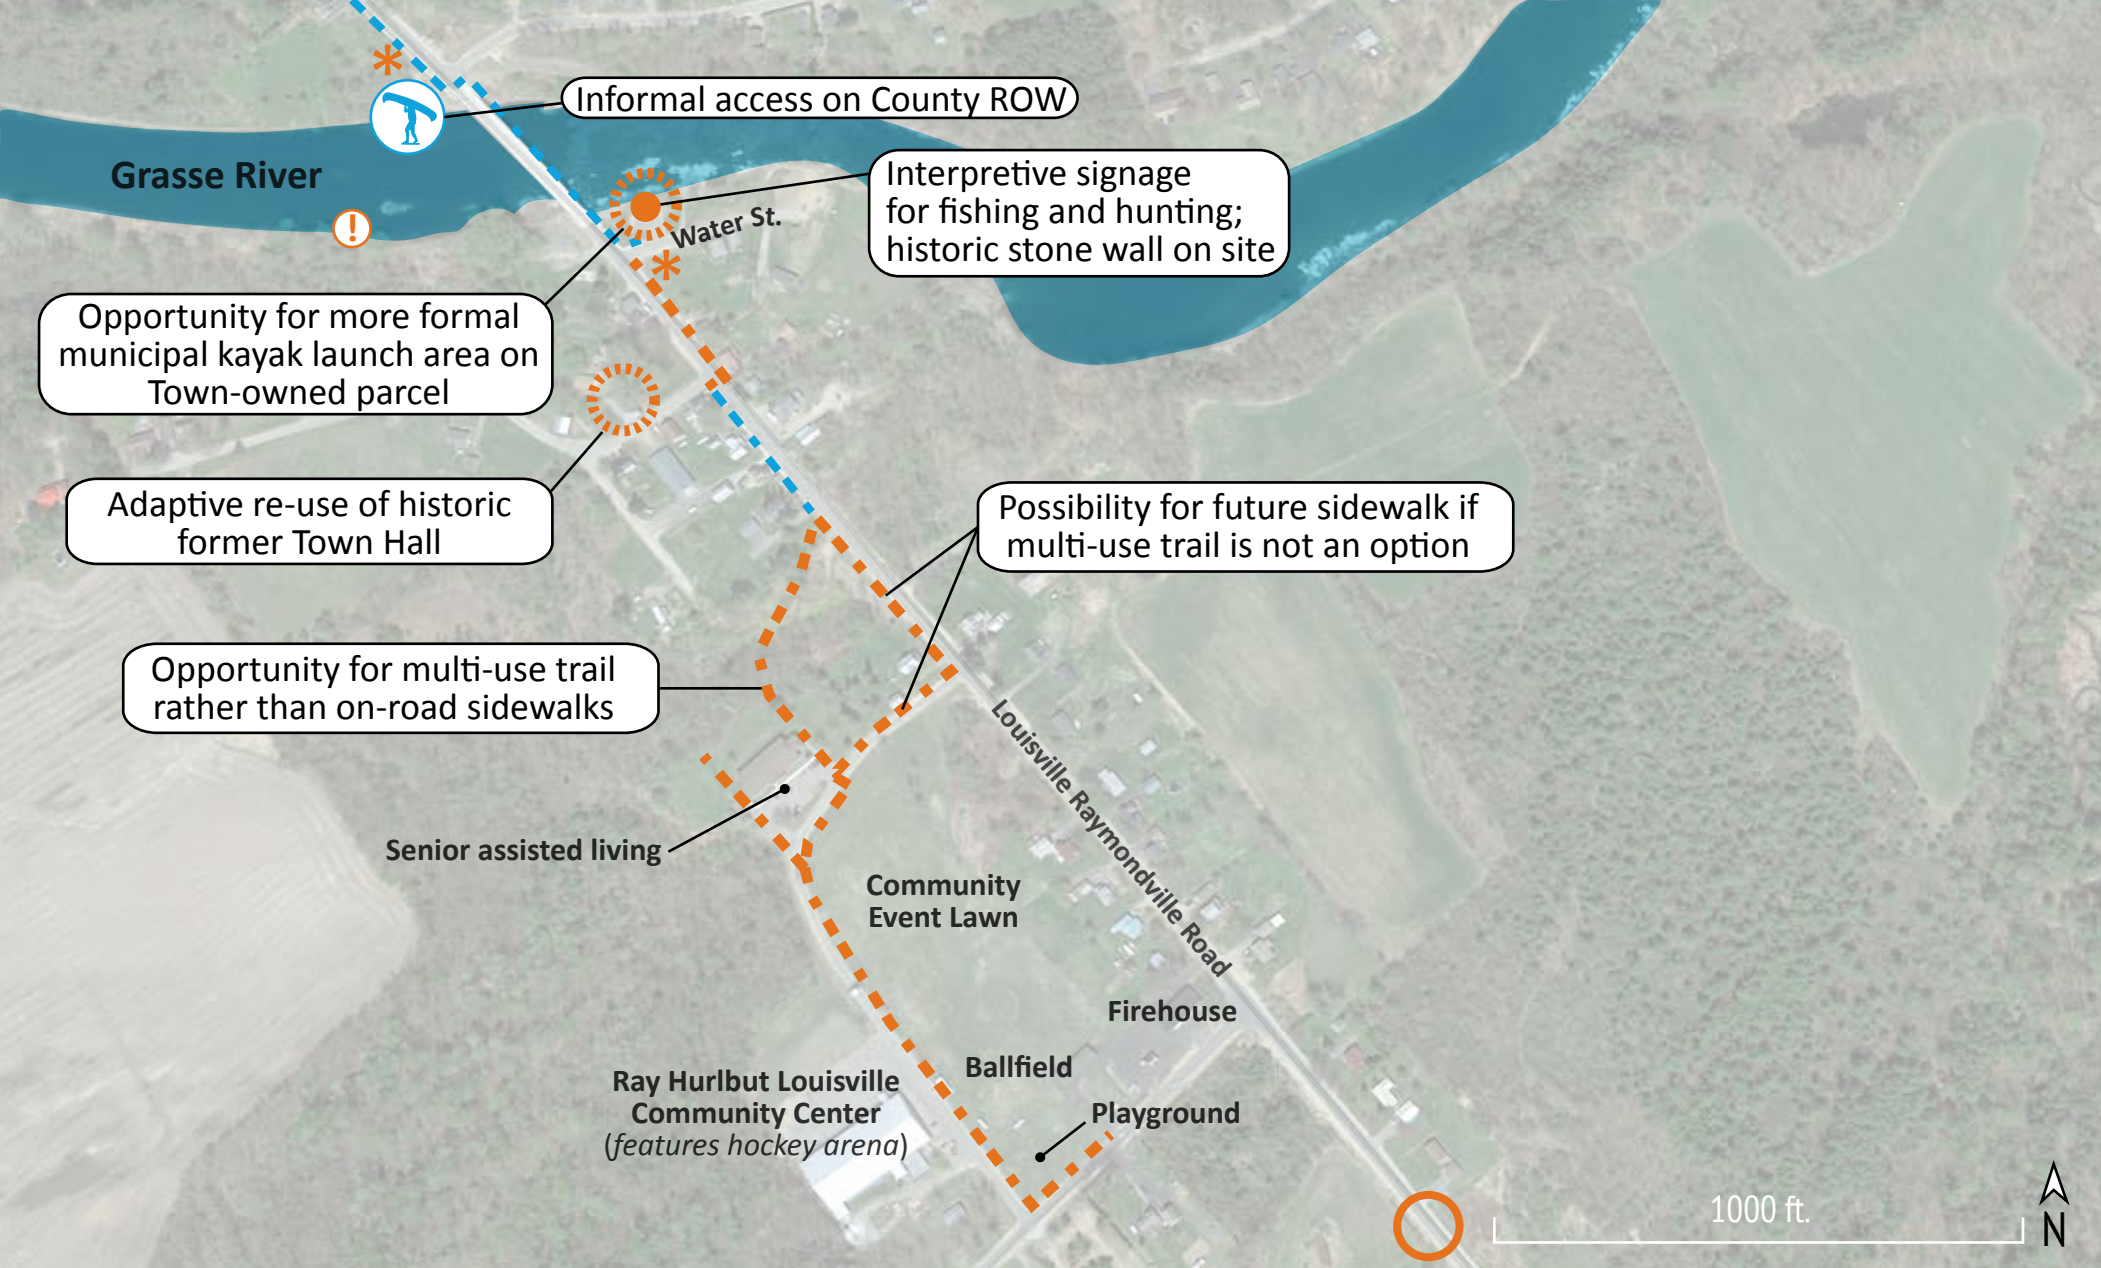 Informal access on County ROW
Grasse River
!
Interpretive signage
for fishing and hunting;
historic stone wall on site
Water St.
Opportunity for more formal
municipal kayak launch area on
Town-owned parcel
Adaptive re-use of historic
former Town Hall
Possibility for future sidewalk if
multi-use trail is not an option
Opportunity for multi-use trail
rather than on-road sidewalks
Louisville Raymondville Road
Senior assisted living
Community
Event Lawn
Firehouse
Ballfield
Ray Hurlbut Louisville
Community Center
(features hockey arena)
Playground
1000 ft.
N